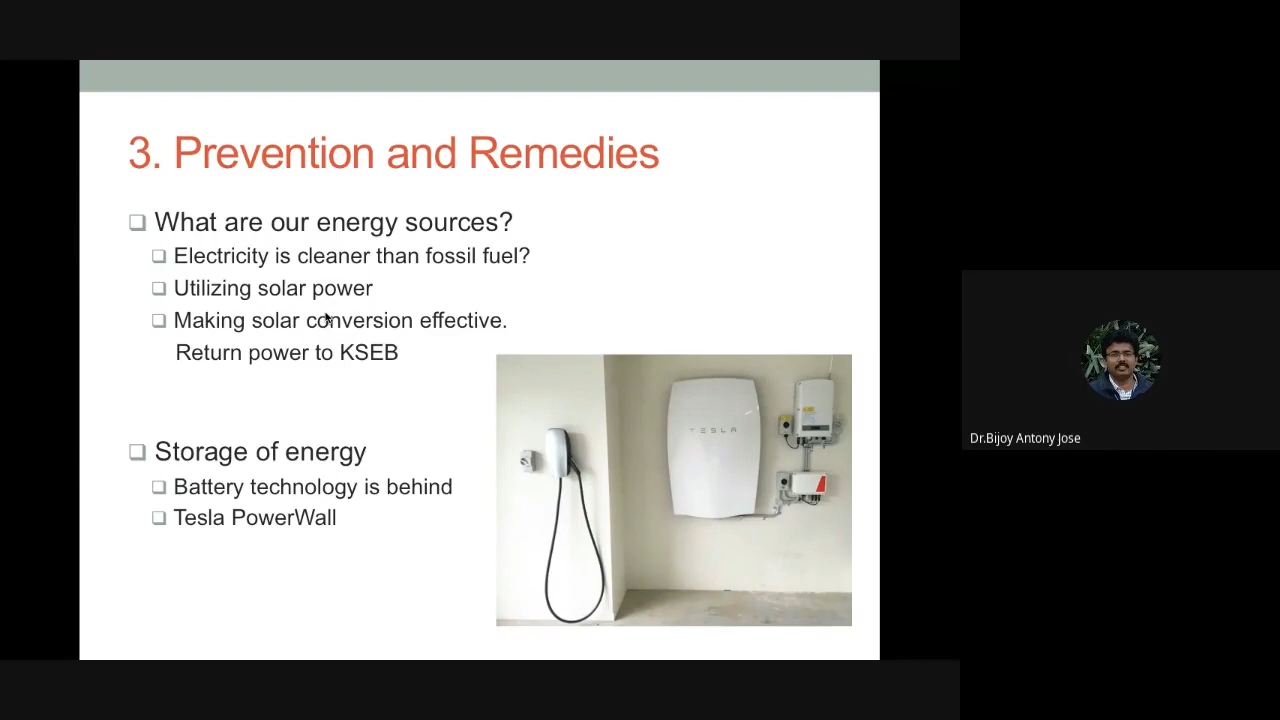 3. Prevention and Remedies
What are our energy sources?
Electricity is cleaner than fossil fuel?
Utilizing solar power
Making solar conversion effective.
Return power to KSEB
Storage of energy
Battery technology is behind
Tesla PowerWall
TESLA
Dr.Bijoy Antony Jose